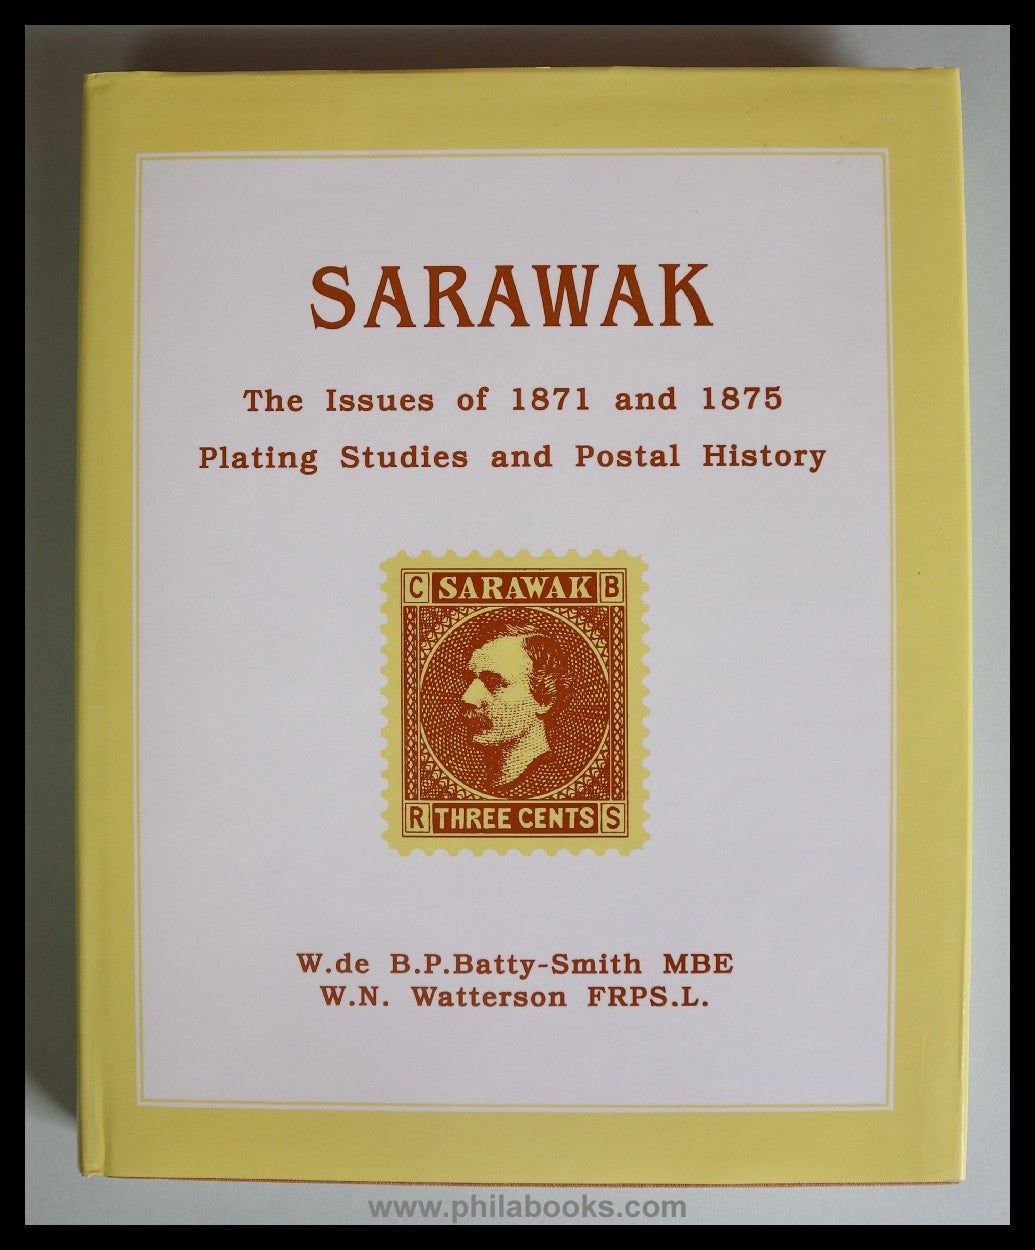 SARAWAK
The Issues of 1871 and 1875
Plating Studies and Postal History
C SARAWAK B
R THREE CENTS S
W.de B.P.Batty-Smith MBE
W.N. Watterson FRPS.L.
www.philabooks.com